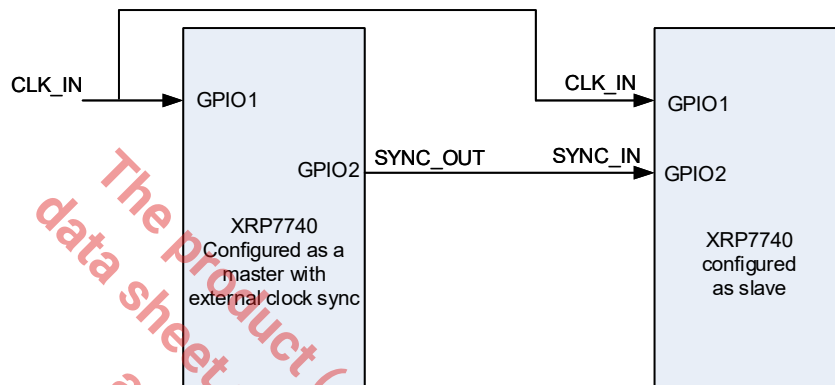 CLK_IN
GPIO1
CLK_IN
GPIO1
GPIO2
SYNC_OUT
SYNC_IN
GPIO2
XRP7740
Configured as a
master with
external clock sync
XRP7740
configured
as slave
The product (
data sheet
a